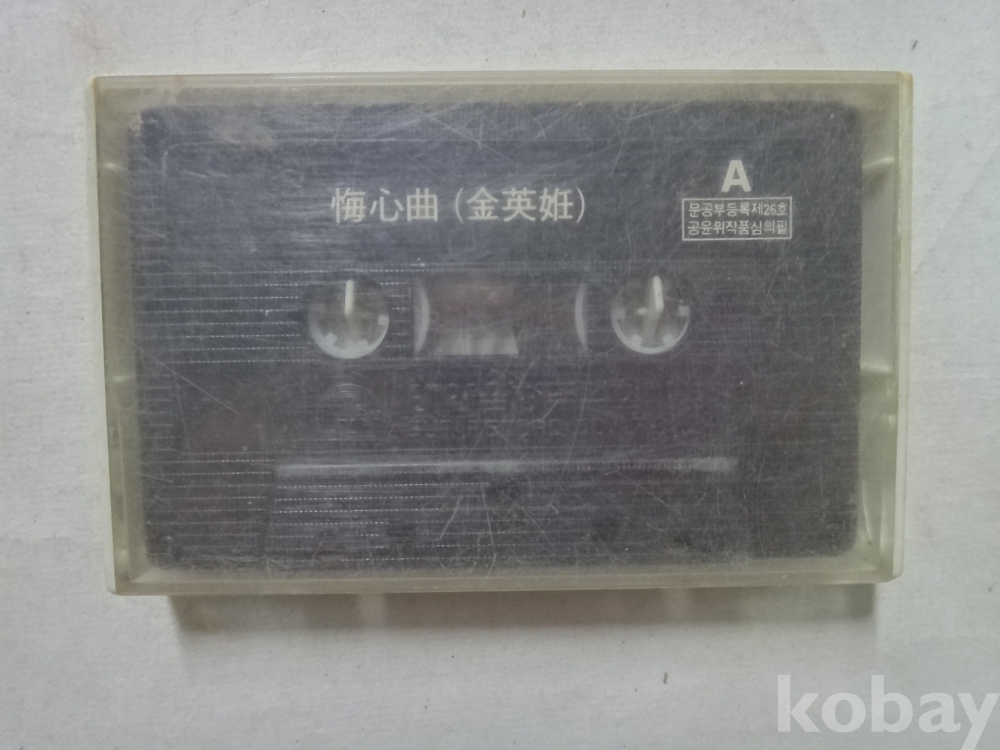 悔心曲 (金英姙)
A
문공부등록제26호
공윤위작품심의필
kobay